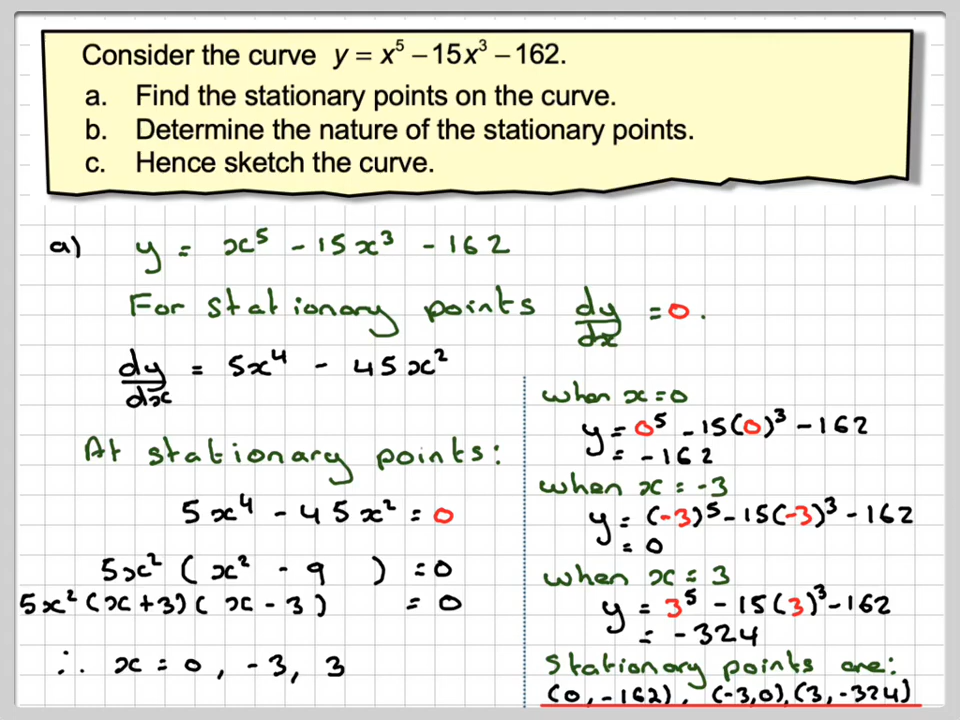 Consider the curve y = x⁵ – 15x³ – 162.
a. Find the stationary points on the curve.
b. Determine the nature of the stationary points.
c. Hence sketch the curve.
a) y = x⁵ - 15x³ - 162
For stationary points dy/dx = 0.
dy/dx = 5x⁴ - 45x²
At stationary points:
5x⁴ - 45x² = 0
5x² (x² - 9 ) = 0
5x² (x + 3)(x - 3) = 0
∴ x = 0, -3, 3
when x = 0
y = 0⁵ - 15(0)³ - 162
= -162
when x = -3
y = (-3)⁵ - 15(-3)³ - 162
= 0
when x = 3
y = 3⁵ - 15(3)³ - 162
= -324
Stationary points are:
(0, -162), (-3,0), (3, -324)